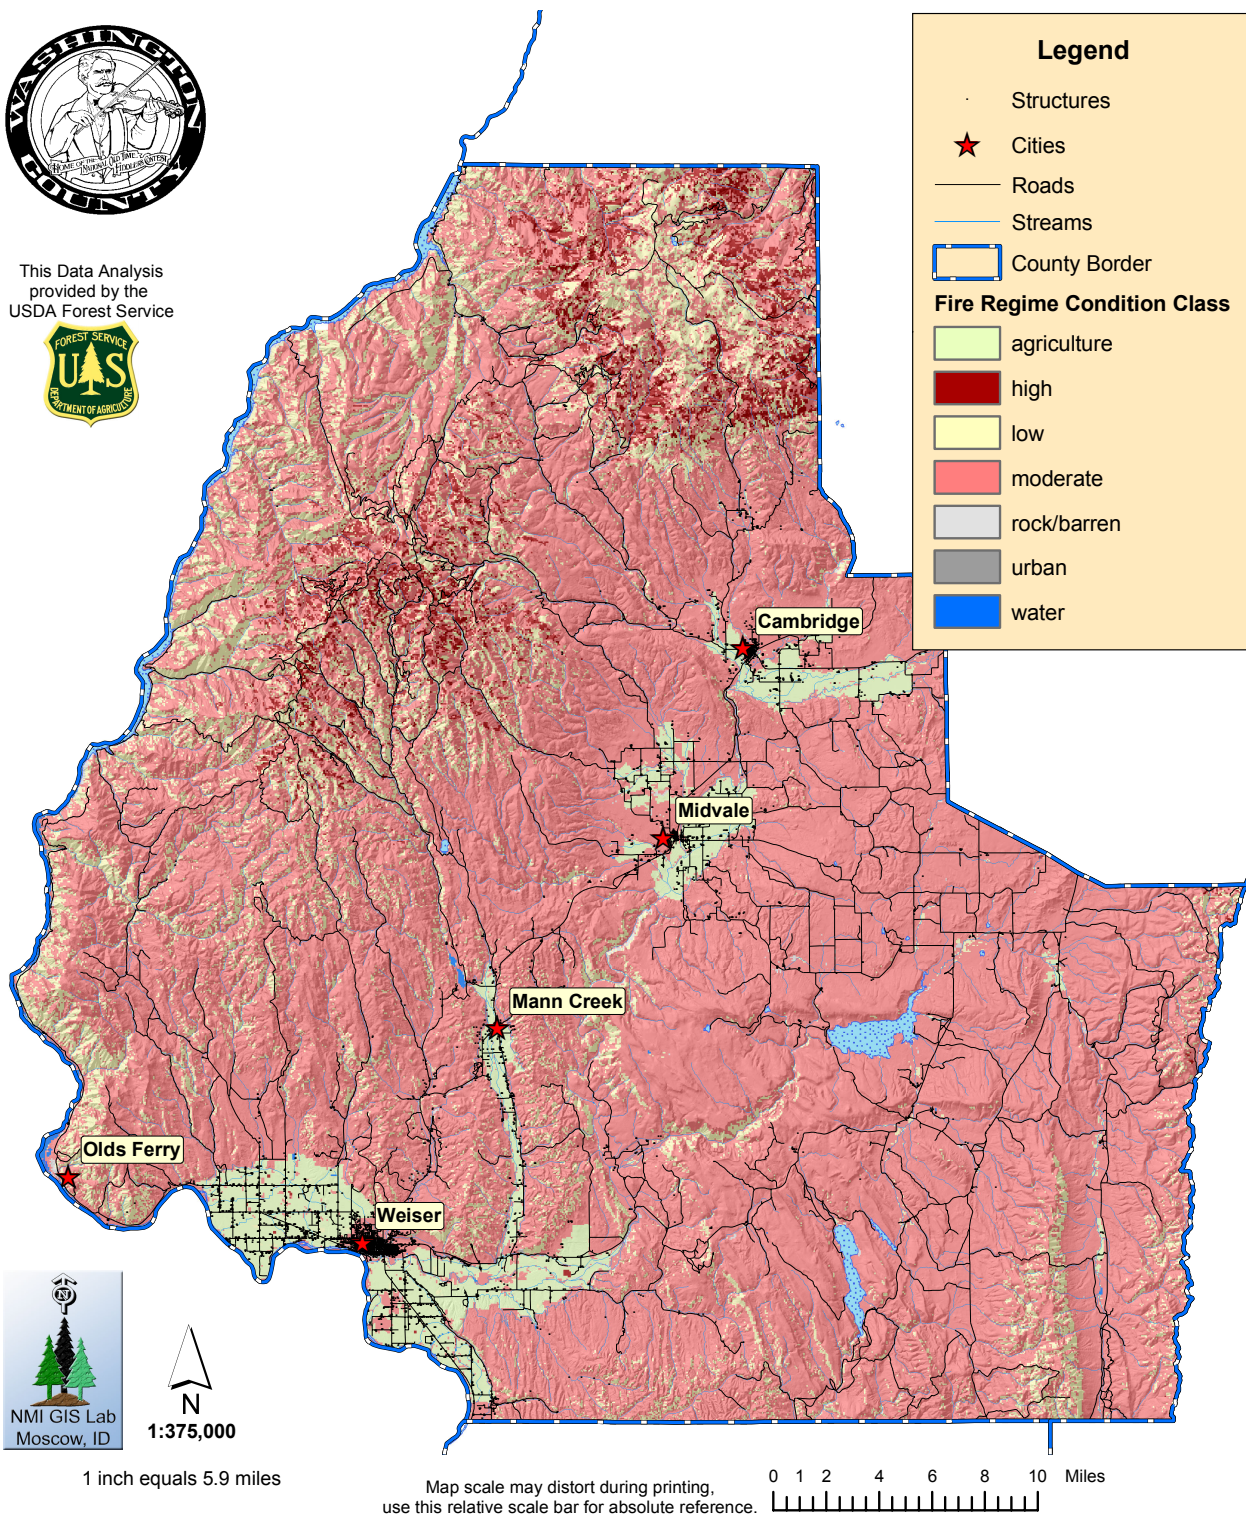 WASHINGTON
COUNTY
HOME OF THE NATIONAL OLD TIME FIDDLERS CONTEST
This Data Analysis
provided by the
USDA Forest Service
FOREST SERVICE
U S
DEPARTMENT OF AGRICULTURE
Legend
Structures
Cities
Roads
Streams
County Border
Fire Regime Condition Class
agriculture
high
low
moderate
rock/barren
urban
water
Cambridge
Midvale
Mann Creek
Olds Ferry
Weiser
N
NMI GIS Lab
Moscow, ID
N
1:375,000
1 inch equals 5.9 miles
Map scale may distort during printing,
use this relative scale bar for absolute reference.
0 1 2 4 6 8 10 Miles